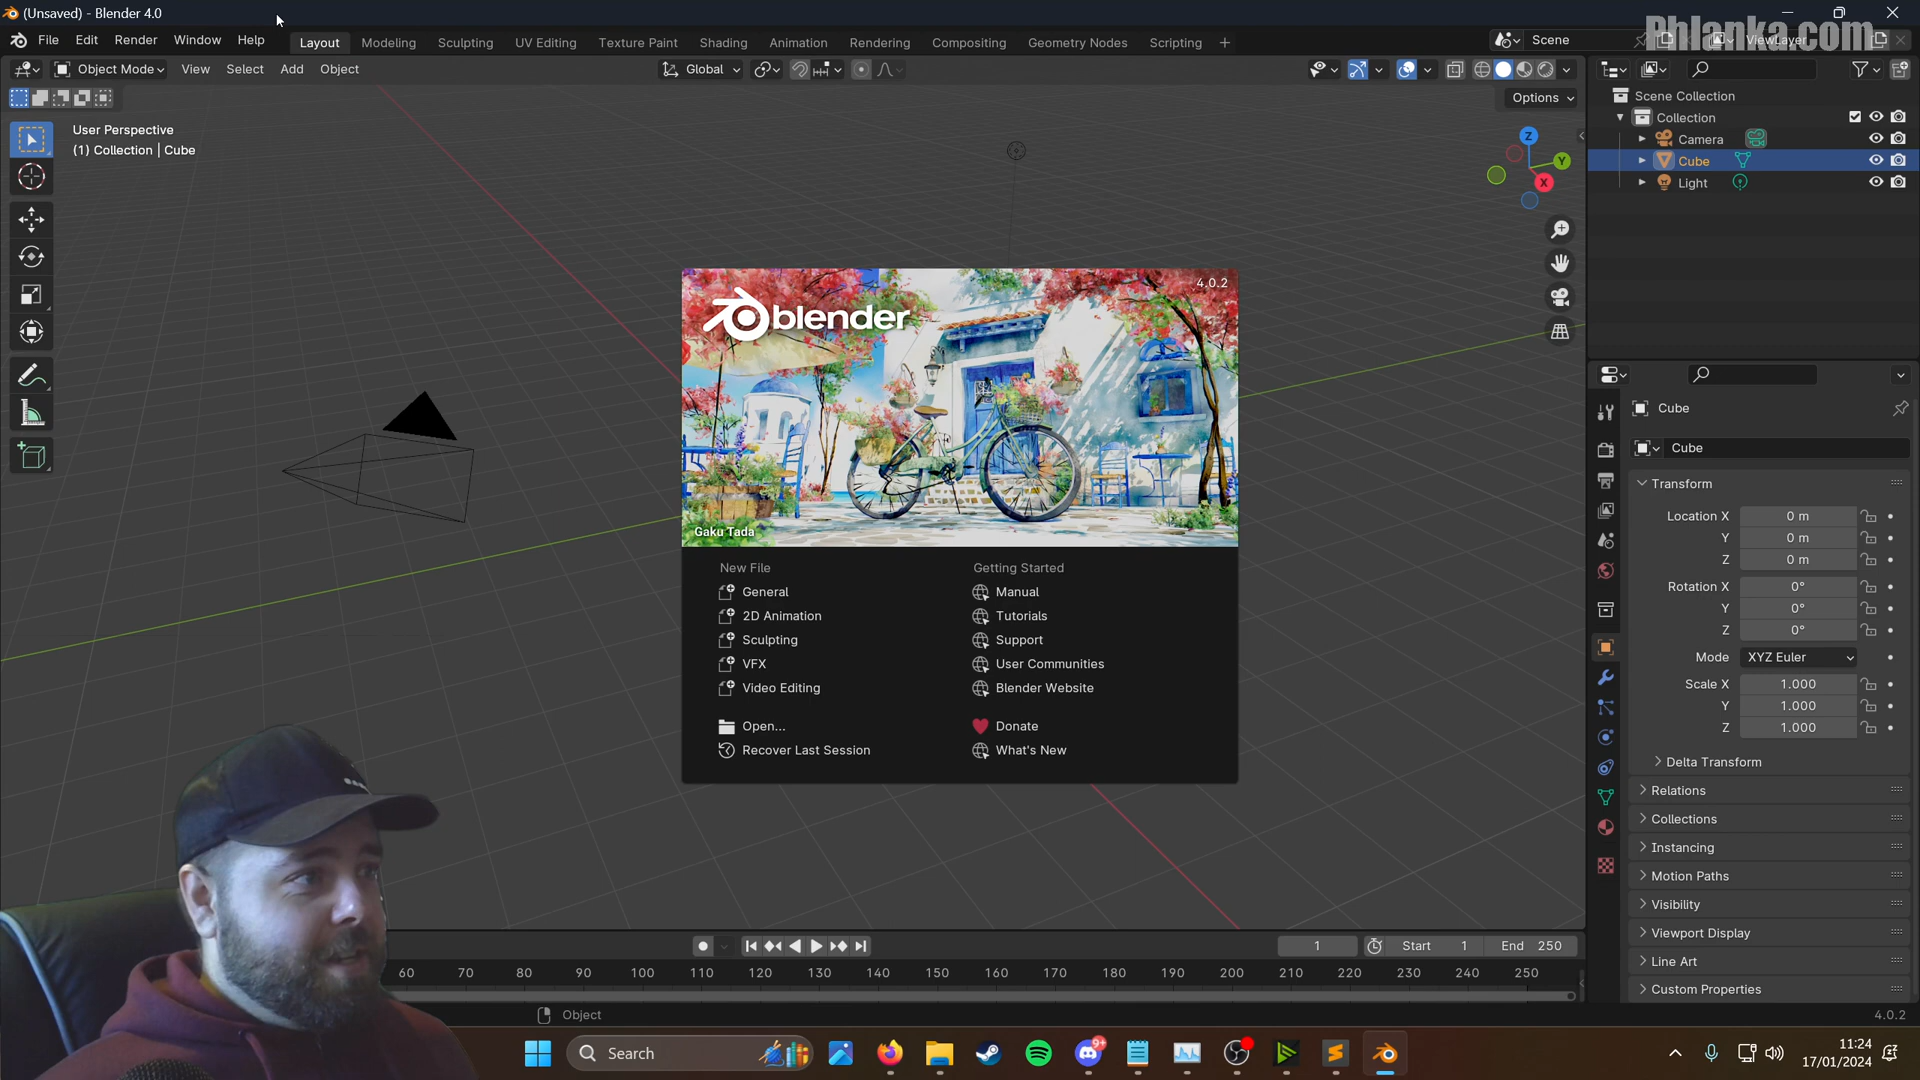 (Unsaved) - Blender 4.0
Phlanka.com
File Edit Render Window Help
Layout Modeling Sculpting UV Editing Texture Paint Shading Animation Rendering Compositing Geometry Nodes Scripting +
Scene
ViewLayer
Object Mode View Select Add Object
Global
Options
User Perspective
(1) Collection | Cube
Z
Y
X
Scene Collection
Collection
Camera
Cube
Light
blender
4.0.2
Gaku Tada
New File
General
2D Animation
Sculpting
VFX
Video Editing
Open...
Recover Last Session
Getting Started
Manual
Tutorials
Support
User Communities
Blender Website
Donate
What's New
Cube
Cube
Transform
Location X 0 m
Y 0 m
Z 0 m
Rotation X 0°
Y 0°
Z 0°
Mode XYZ Euler
Scale X 1.000
Y 1.000
Z 1.000
Delta Transform
Relations
Collections
Instancing
Motion Paths
Visibility
Viewport Display
Line Art
Custom Properties
1 Start 1 End 250
60 70 80 90 100 110 120 130 140 150 160 170 180 190 200 210 220 230 240 250
Object
4.0.2
Search
9+
11:24
17/01/2024